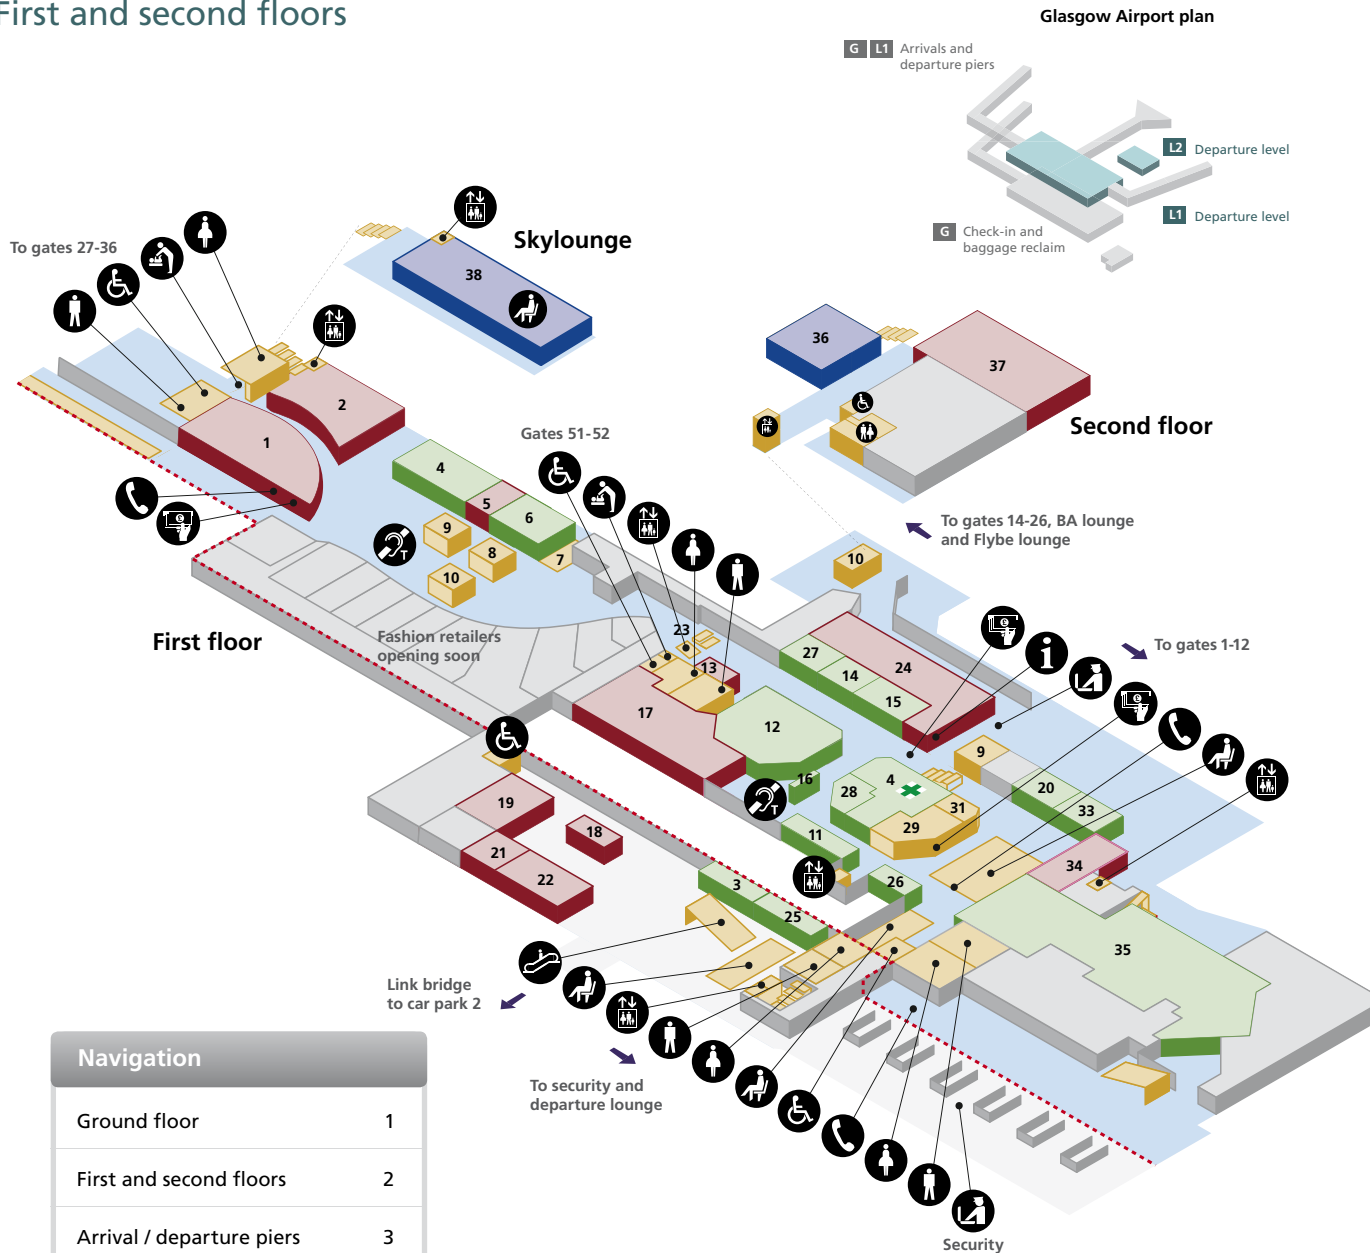 First and second floors
Glasgow Airport plan
G L1 Arrivals and
departure piers
L2 Departure level
L1 Departure level
G Check-in and
baggage reclaim
To gates 27-36
Skylounge
38
36
37
Second floor
1
2
Gates 51-52
4
5
6
7
9
8
10
T
To gates 14-26, BA lounge
and Flybe lounge
10
First floor
Fashion retailers
opening soon
23
13
27
14
15
24
To gates 1-12
£
£
£
i
17
12
16
T
4
28
29
31
9
20
33
34
11
26
19
18
21
22
3
25
35
Link bridge
to car park 2
To security and
departure lounge
Security
Navigation
Ground floor 1
First and second floors 2
Arrival / departure piers 3